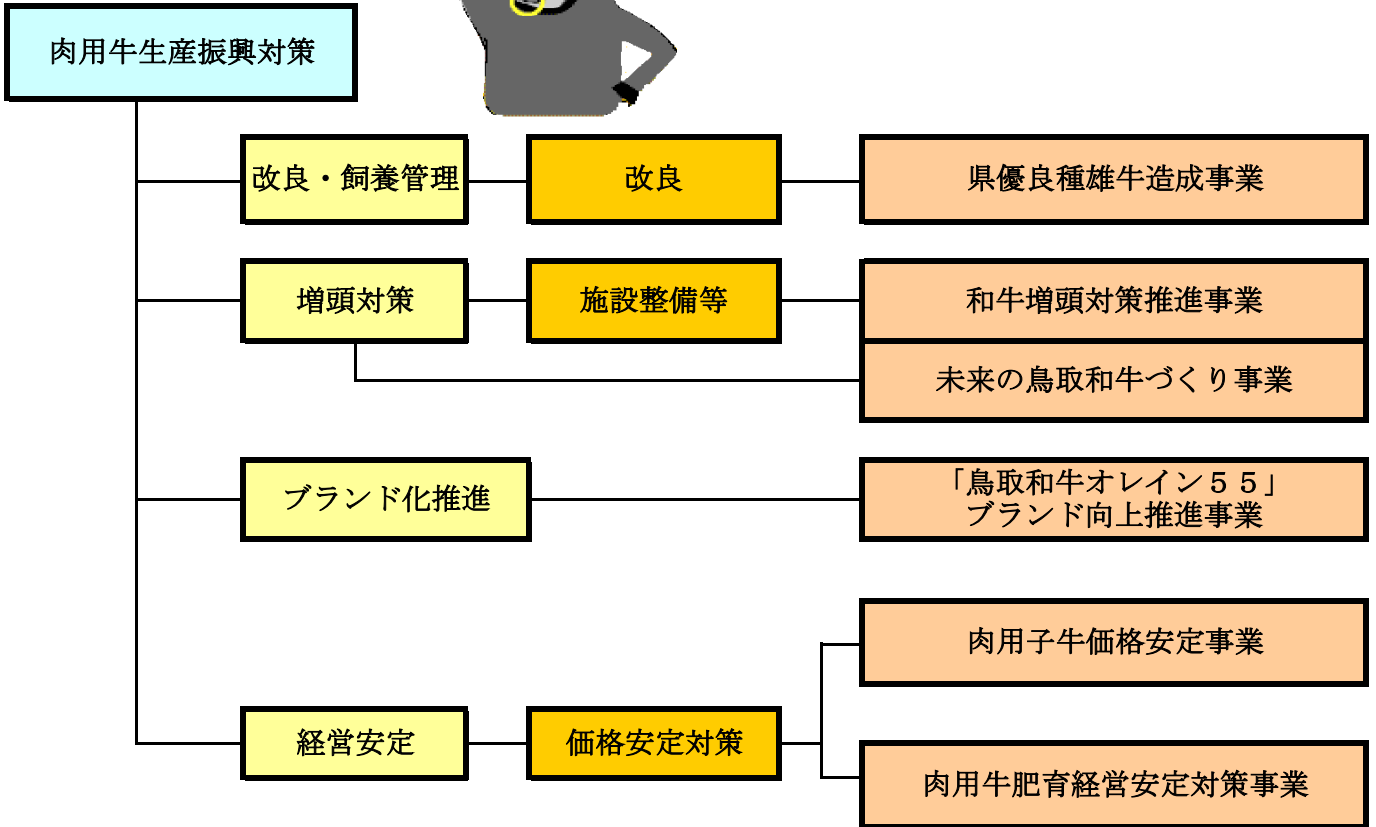 肉用牛生産振興対策
改良・飼養管理
改良
県優良種雄牛造成事業
増頭対策
施設整備等
和牛増頭対策推進事業
未来の鳥取和牛づくり事業
ブランド化推進
「鳥取和牛オレイン５５」
ブランド向上推進事業
肉用子牛価格安定事業
経営安定
価格安定対策
肉用牛肥育経営安定対策事業